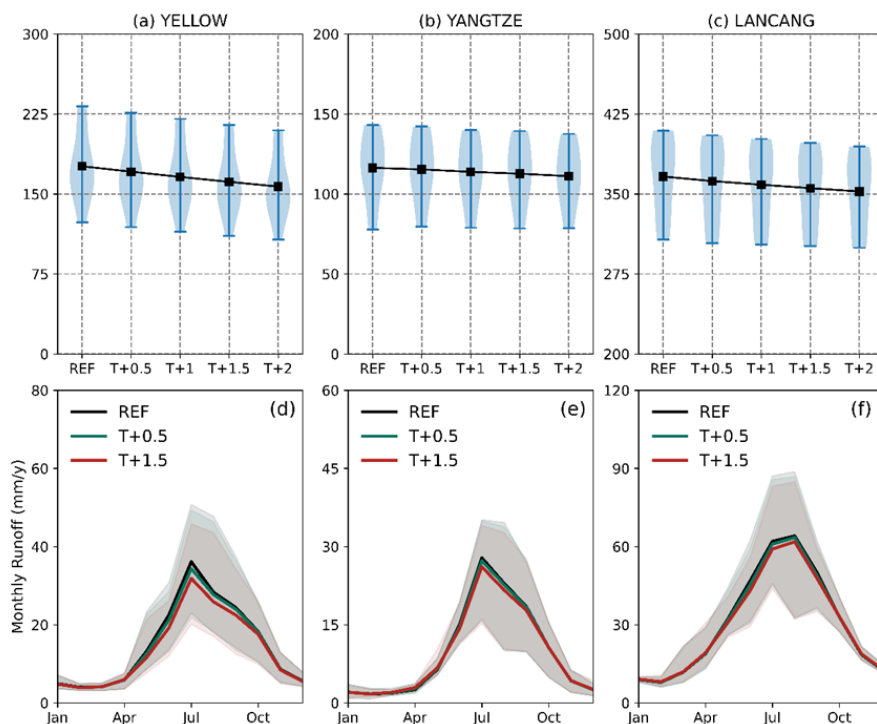 (a) YELLOW
(b) YANGTZE
(c) LANCANG
300
225
150
75
0
REF T+0.5 T+1 T+1.5 T+2
200
150
100
50
0
REF T+0.5 T+1 T+1.5 T+2
500
425
350
275
200
REF T+0.5 T+1 T+1.5 T+2
Monthly Runoff (mm/y)
80
60
40
20
0
(d)
REF
T+0.5
T+1.5
Jan Apr Jul Oct
60
45
30
15
0
(e)
REF
T+0.5
T+1.5
Jan Apr Jul Oct
120
90
60
30
0
(f)
REF
T+0.5
T+1.5
Jan Apr Jul Oct